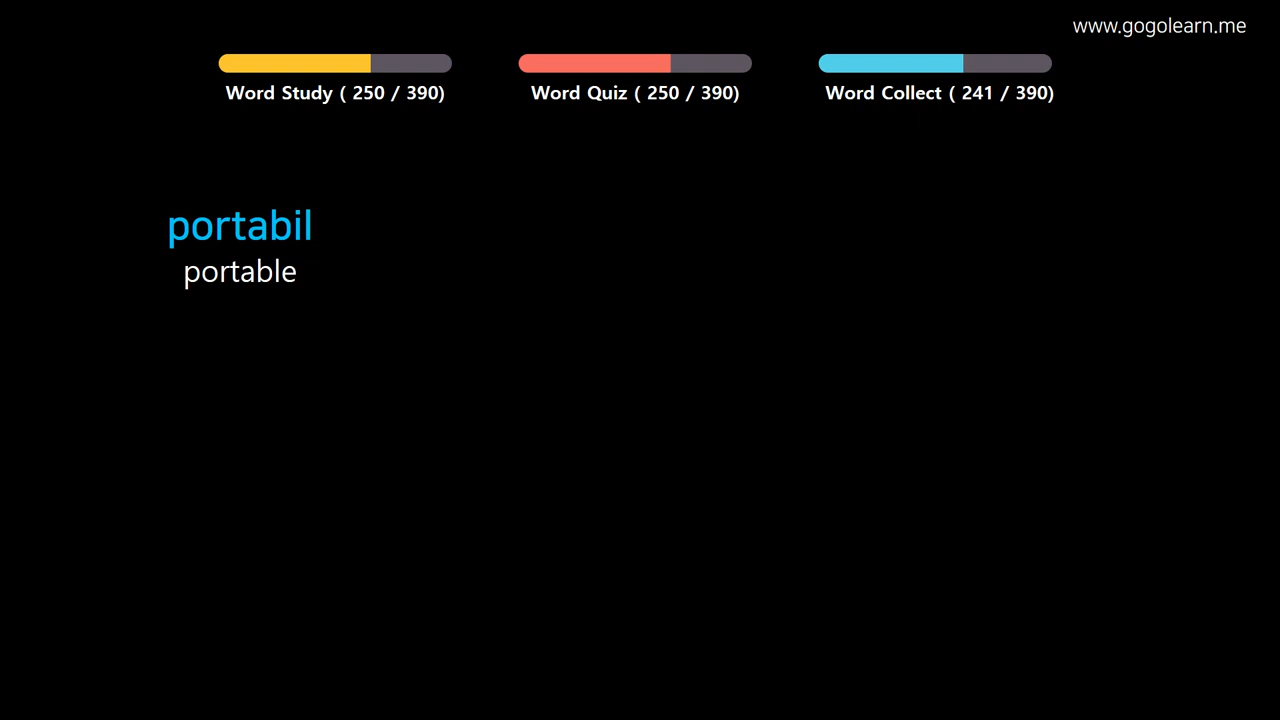 www.gogolearn.me
Word Study ( 250 / 390)
Word Quiz ( 250 / 390)
Word Collect ( 241 / 390)
portabil
portable